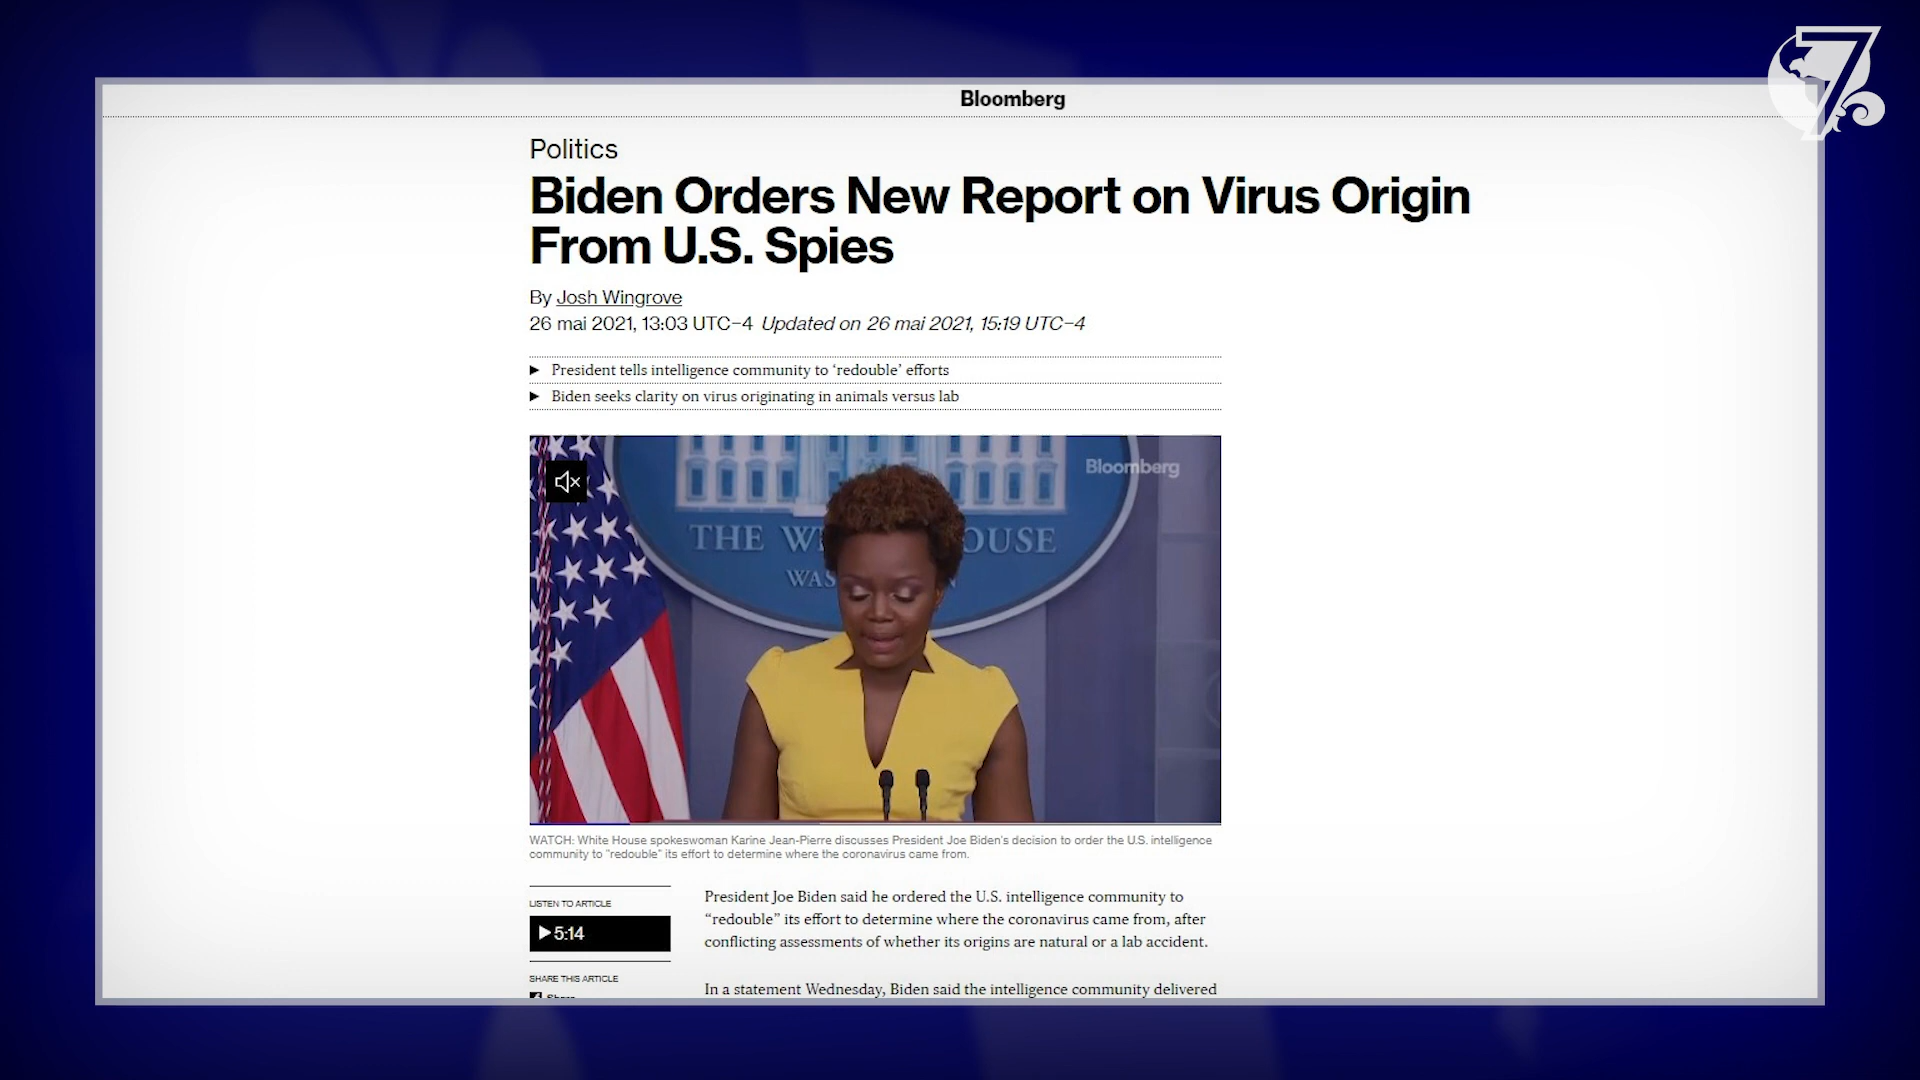 7
Bloomberg
Politics
Biden Orders New Report on Virus Origin
From U.S. Spies
By Josh Wingrove
26 mai 2021, 13:03 UTC−4 Updated on 26 mai 2021, 15:19 UTC−4
President tells intelligence community to ‘redouble’ efforts
Biden seeks clarity on virus originating in animals versus lab
Bloomberg
THE W OUSE
WAS N
WATCH: White House spokeswoman Karine Jean-Pierre discusses President Joe Biden's decision to order the U.S. intelligence
community to "redouble" its effort to determine where the coronavirus came from.
LISTEN TO ARTICLE
5:14
SHARE THIS ARTICLE
Share
President Joe Biden said he ordered the U.S. intelligence community to
“redouble” its effort to determine where the coronavirus came from, after
conflicting assessments of whether its origins are natural or a lab accident.
In a statement Wednesday, Biden said the intelligence community delivered